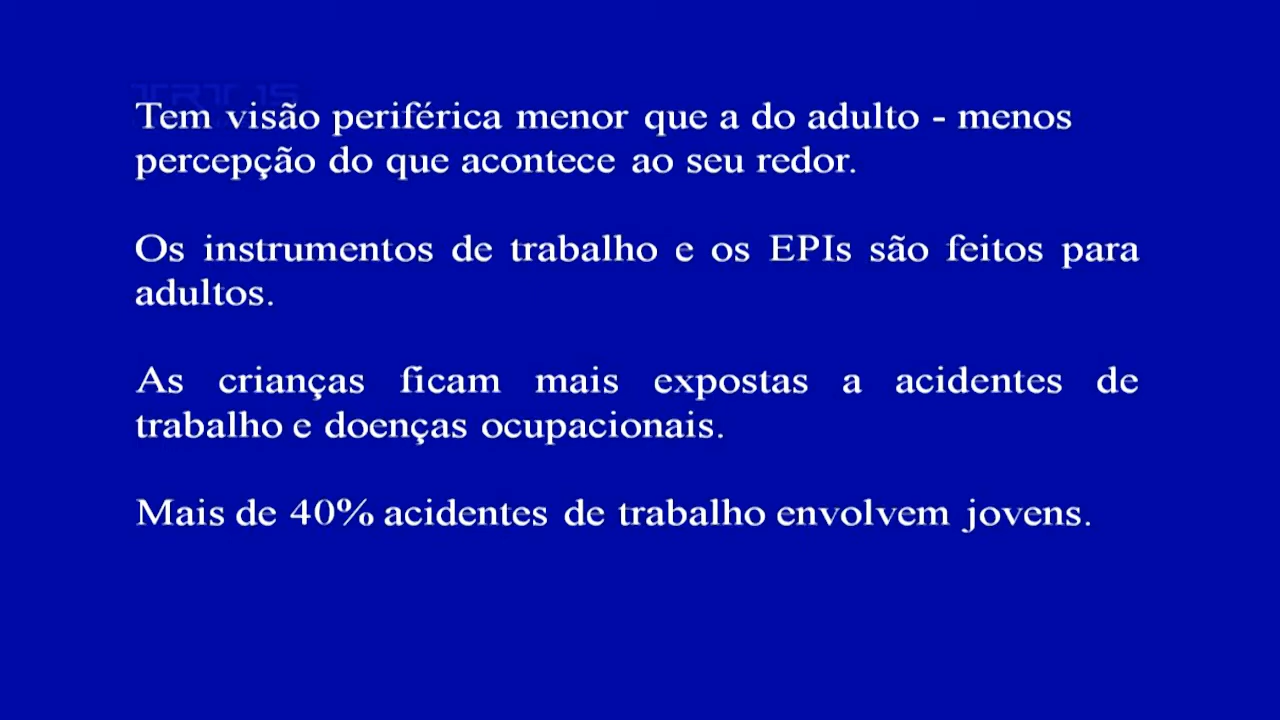 TRT 15
Tem visão periférica menor que a do adulto - menos
percepção do que acontece ao seu redor.
Os instrumentos de trabalho e os EPIs são feitos para
adultos.
As crianças ficam mais expostas a acidentes de
trabalho e doenças ocupacionais.
Mais de 40% acidentes de trabalho envolvem jovens.